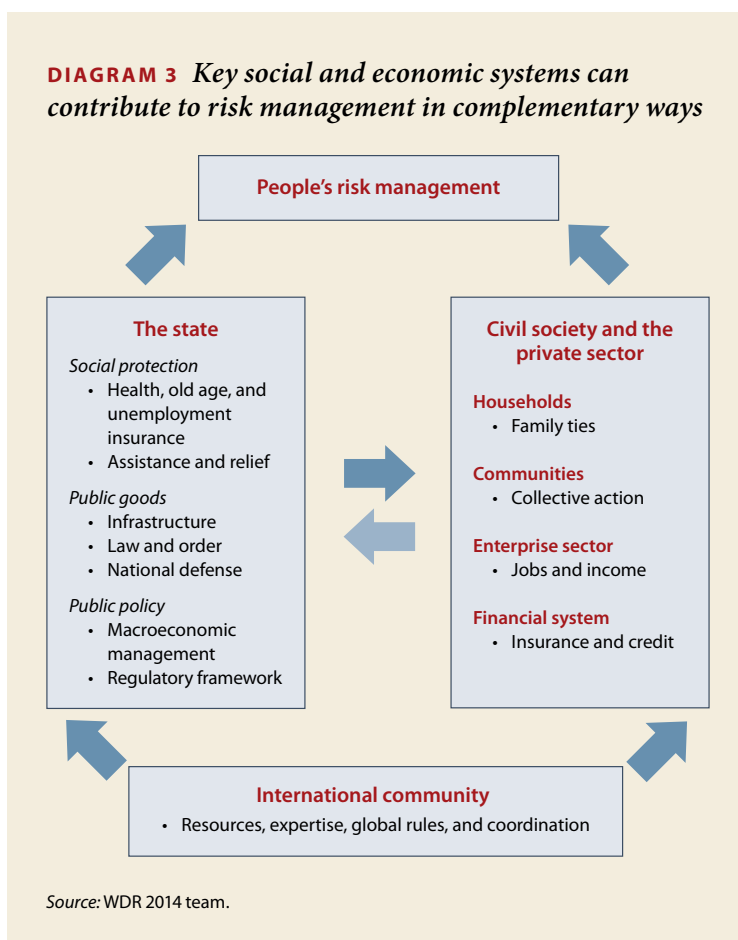 DIAGRAM 3 Key social and economic systems can
contribute to risk management in complementary ways
People’s risk management
The state
Social protection
• Health, old age, and
unemployment
insurance
• Assistance and relief
Public goods
• Infrastructure
• Law and order
• National defense
Public policy
• Macroeconomic
management
• Regulatory framework
Civil society and the
private sector
Households
• Family ties
Communities
• Collective action
Enterprise sector
• Jobs and income
Financial system
• Insurance and credit
International community
• Resources, expertise, global rules, and coordination
Source: WDR 2014 team.